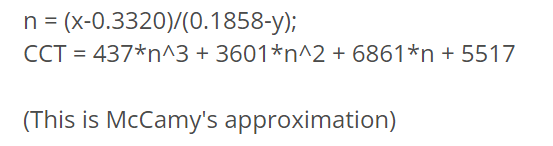 n = (x-0.3320)/(0.1858-y);
CCT = 437*n^3 + 3601*n^2 + 6861*n + 5517
(This is McCamy's approximation)